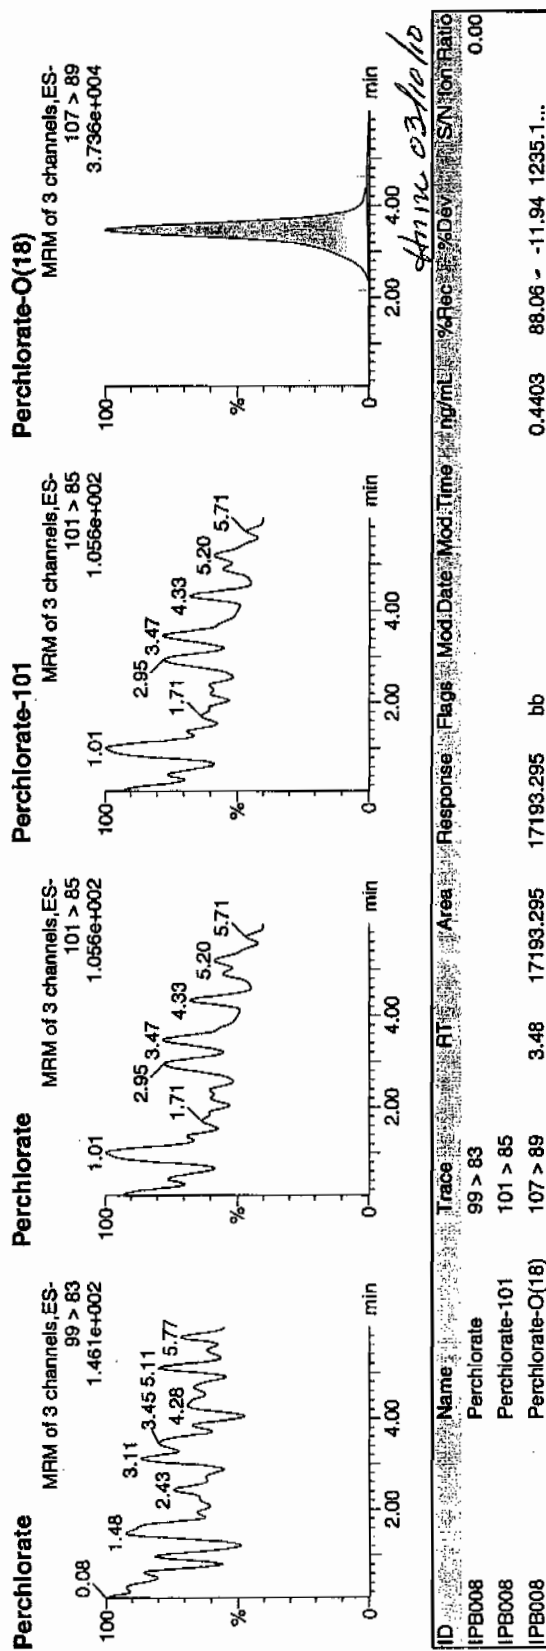 Perchlorate
MRM of 3 channels,ES-
99 > 83
1.461e+002
100
%
0
0.08
1.48
2.43
3.11
3.45
4.28
5.11
5.77
2.00
4.00
min
Perchlorate
MRM of 3 channels,ES-
101 > 85
1.056e+002
100
%
0
1.01
1.71
2.95
3.47
4.33
5.20
5.71
2.00
4.00
min
Perchlorate-101
MRM of 3 channels,ES-
101 > 85
1.056e+002
100
%
0
1.01
1.71
2.95
3.47
4.33
5.20
5.71
2.00
4.00
min
Perchlorate-O(18)
MRM of 3 channels,ES-
107 > 89
3.736e+004
100
%
0
2.00
4.00
min
03/10/10
ID Name Trace RT Area Response Flags Mod.Date Mod.Time ng/mL %Rec %Dev S/N Ion Ratio
IPB008 Perchlorate 99 > 83 0.00
IPB008 Perchlorate-101 101 > 85
IPB008 Perchlorate-O(18) 107 > 89 3.48 17193.295 17193.295 bb 0.4403 88.06 -11.94 1235.1...